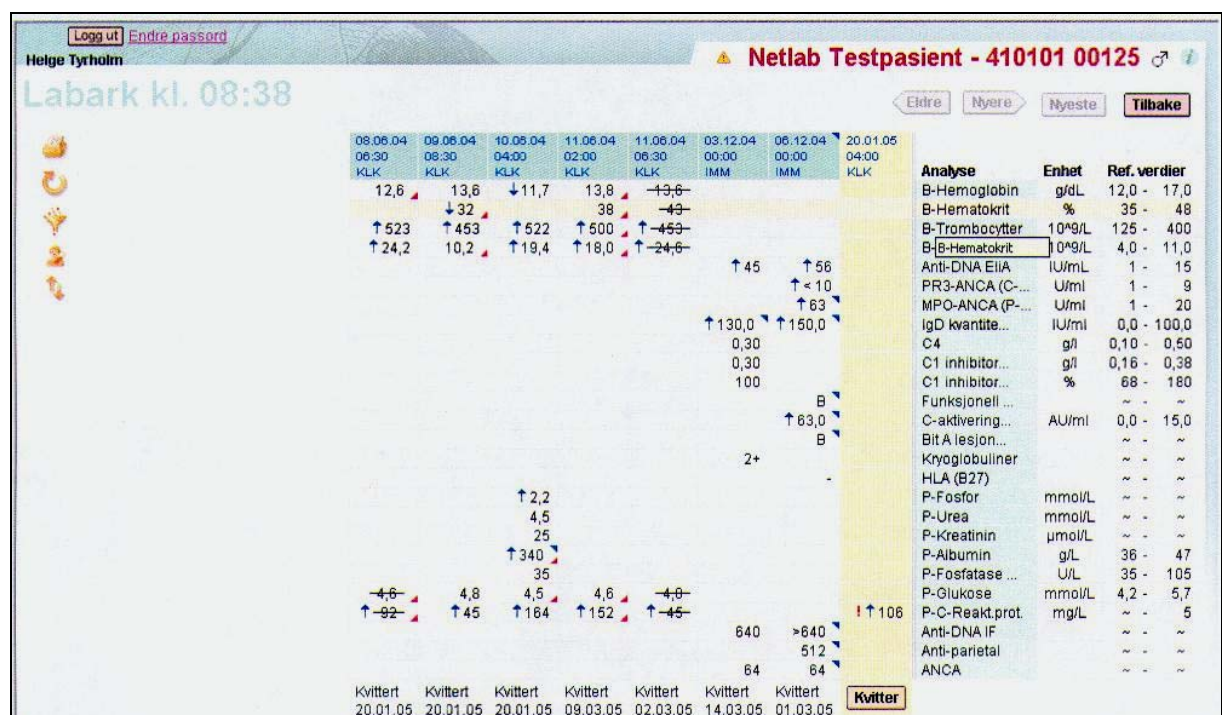 Logg ut Endre passord
Helge Tyrholm
Netlab Testpasient - 410101 00125 ♂ i
Labark kl. 08:38
Eldre Nyere Nyeste Tilbake
08.06.04 09.06.04 10.06.04 11.06.04 11.06.04 03.12.04 06.12.04 20.01.05
06:30 08:30 04:00 02:00 06:30 00:00 00:00 04:00
KLK KLK KLK KLK KLK IMM IMM KLK Analyse Enhet Ref. verdier
12,6 13,6 ↓11,7 13,8 13,6 B-Hemoglobin g/dL 12,0 - 17,0
↓32 38 43 B-Hematokrit % 35 - 48
↑523 ↑453 ↑522 ↑500 ↑453 B-Trombocytter 10^9/L 125 - 400
↑24,2 10,2 ↑19,4 ↑18,0 ↑24,6 B-B-Hematokrit 10^9/L 4,0 - 11,0
↑45 ↑56 Anti-DNA EliA IU/mL 1 - 15
↑<10 PR3-ANCA (C-... U/ml 1 - 9
↑63 MPO-ANCA (P-... U/ml 1 - 20
↑130,0 ↑150,0 IgD kvantite... IU/ml 0,0 - 100,0
0,30 C4 g/l 0,10 - 0,50
0,30 C1 inhibitor... g/l 0,16 - 0,38
100 C1 inhibitor... % 68 - 180
B Funksjonell ... ~ - ~
↑63,0 C-aktivering... AU/ml 0,0 - 15,0
B Bit A lesjon... ~ - ~
2+ Kryoglobuliner ~ - ~
- HLA (B27) ~ - ~
↑2,2 P-Fosfor mmol/L ~ - ~
4,5 P-Urea mmol/L ~ - ~
25 P-Kreatinin µmol/L ~ - ~
↑340 P-Albumin g/L 36 - 47
35 P-Fosfatase ... U/L 35 - 105
4,6 4,8 4,5 4,6 4,0 P-Glukose mmol/L 4,2 - 5,7
↑92 ↑45 ↑164 ↑152 ↑45 !↑106 P-C-Reakt.prot. mg/L ~ - 5
640 >640 Anti-DNA IF ~ - ~
512 Anti-parietal ~ - ~
64 64 ANCA ~ - ~
Kvittert Kvittert Kvittert Kvittert Kvittert Kvittert Kvittert Kvitter
20.01.05 20.01.05 20.01.05 09.03.05 02.03.05 14.03.05 01.03.05